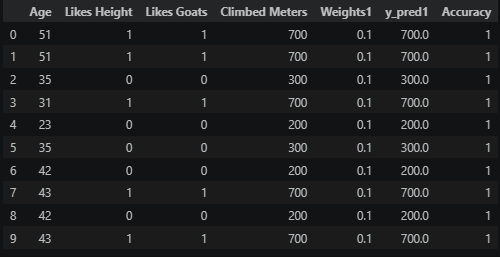 Age Likes Height Likes Goats Climbed Meters Weights1 y_pred1 Accuracy
0 51 1 1 700 0.1 700.0 1
1 51 1 1 700 0.1 700.0 1
2 35 0 0 300 0.1 300.0 1
3 31 1 1 700 0.1 700.0 1
4 23 0 0 200 0.1 200.0 1
5 35 0 0 300 0.1 300.0 1
6 42 0 0 200 0.1 200.0 1
7 43 1 1 700 0.1 700.0 1
8 42 0 0 200 0.1 200.0 1
9 43 1 1 700 0.1 700.0 1